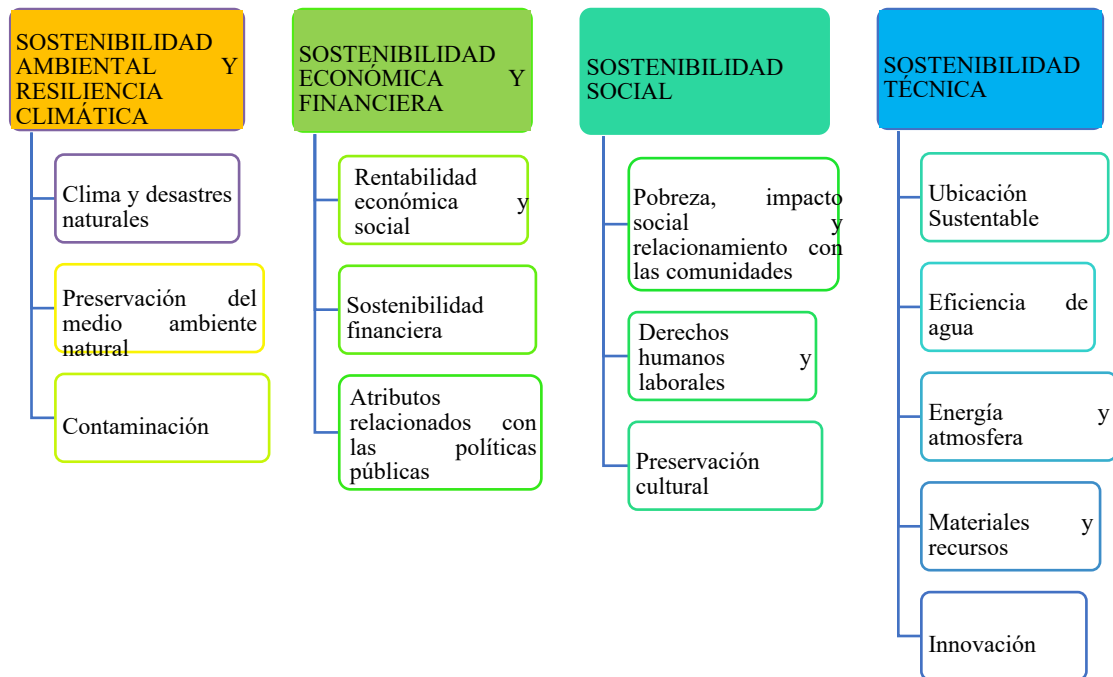 SOSTENIBILIDAD
AMBIENTAL Y
RESILIENCIA
CLIMÁTICA
Clima y desastres
naturales
Preservación del
medio ambiente
natural
Contaminación
SOSTENIBILIDAD
ECONÓMICA Y
FINANCIERA
Rentabilidad
económica y
social
Sostenibilidad
financiera
Atributos
relacionados con
las políticas
públicas
SOSTENIBILIDAD
SOCIAL
Pobreza, impacto
social y
relacionamiento con
las comunidades
Derechos
humanos y
laborales
Preservación
cultural
SOSTENIBILIDAD
TÉCNICA
Ubicación
Sustentable
Eficiencia de
agua
Energía y
atmosfera
Materiales y
recursos
Innovación